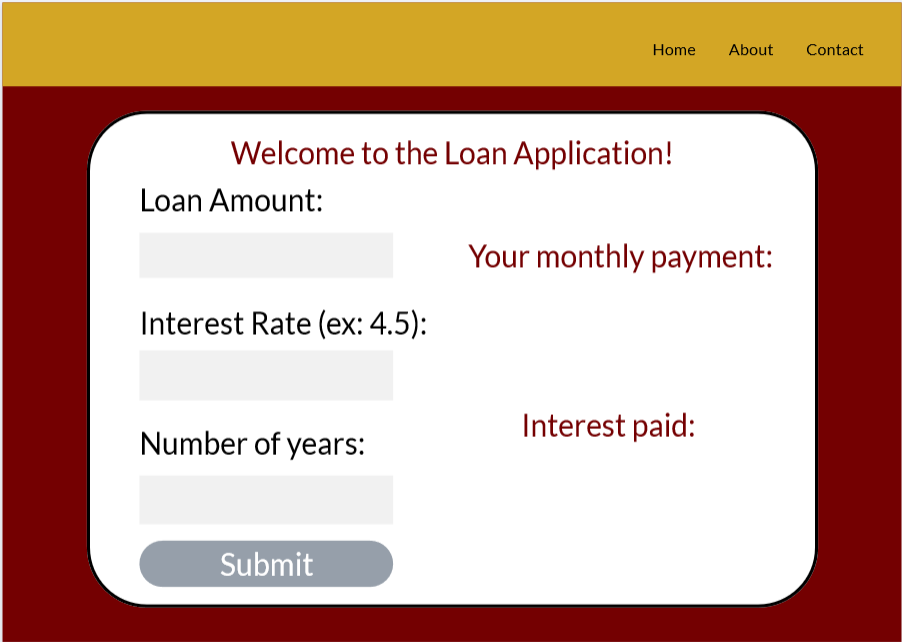 Home About Contact
Welcome to the Loan Application!
Loan Amount:
Your monthly payment:
Interest Rate (ex: 4.5):
Interest paid:
Number of years:
Submit